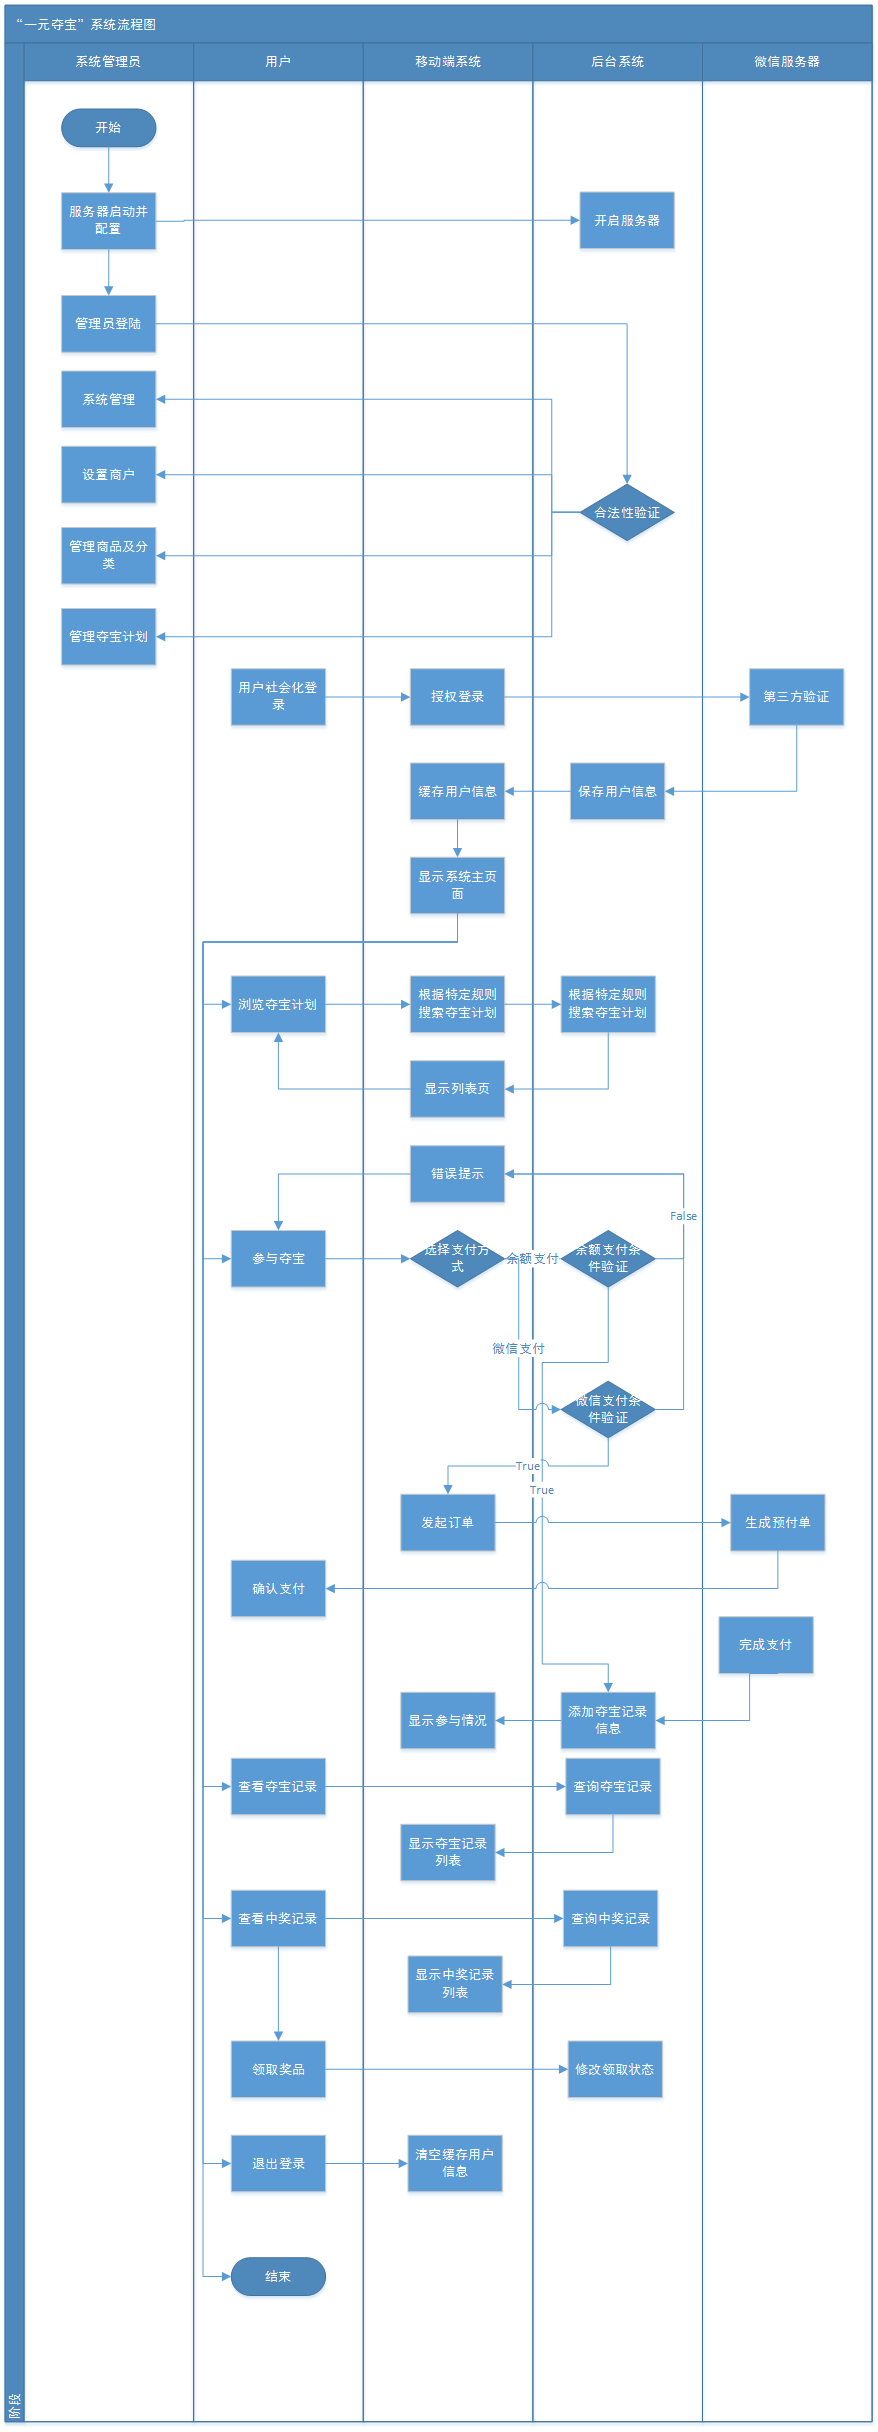 “一元夺宝”系统流程图
系统管理员
用户
移动端系统
后台系统
微信服务器
开始
服务器启动并
配置
开启服务器
管理员登陆
系统管理
设置商户
合法性验证
管理商品及分
类
管理夺宝计划
用户社会化登
录
授权登录
第三方验证
缓存用户信息
保存用户信息
显示系统主页
面
浏览夺宝计划
根据特定规则
搜索夺宝计划
根据特定规则
搜索夺宝计划
显示列表页
错误提示
False
参与夺宝
选择支付方
式
余额支付
余额支付条
件验证
微信支付
微信支付条
件验证
True
True
发起订单
生成预付单
确认支付
完成支付
显示参与情况
添加夺宝记录
信息
查看夺宝记录
查询夺宝记录
显示夺宝记录
列表
查看中奖记录
查询中奖记录
显示中奖记录
列表
领取奖品
修改领取状态
退出登录
清空缓存用户
信息
结束
阶段